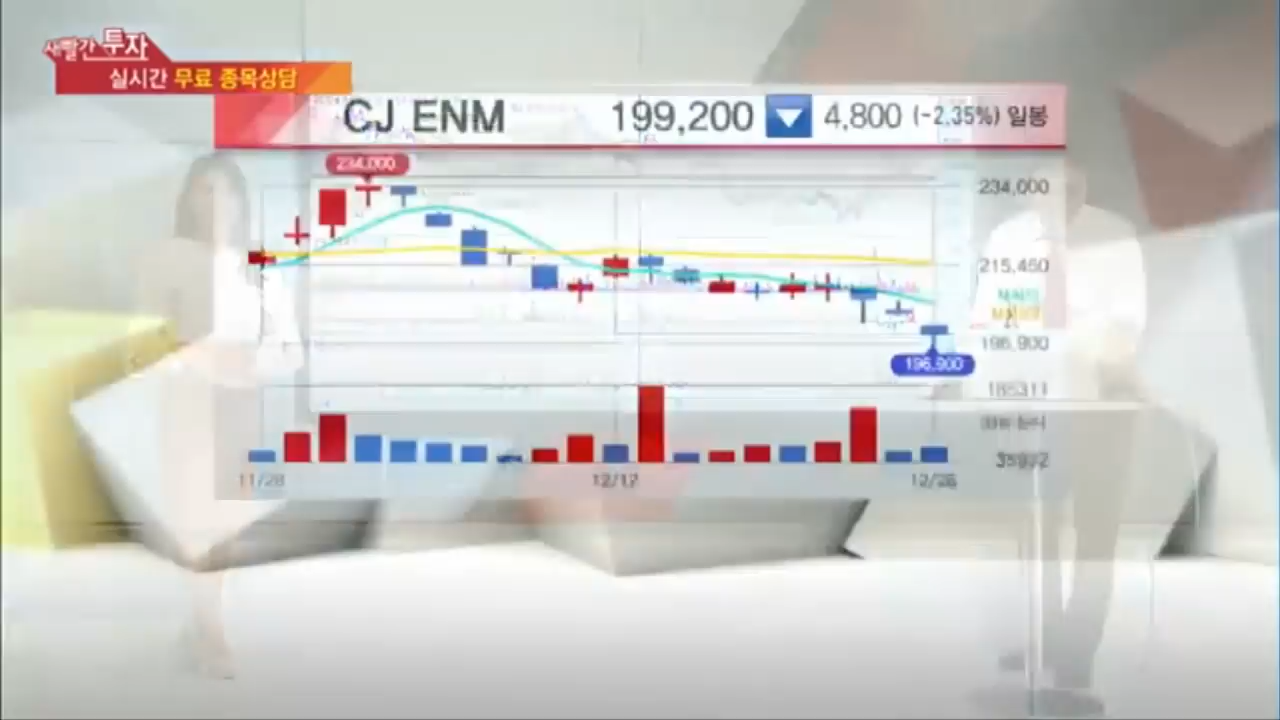 새빨간 투자
실시간 무료 종목상담
CJ ENM 199,200 4,800 (-2.35%) 일봉
234,000
234,000
215,450
196,900
196,900
185311
11/28 12/17 12/26